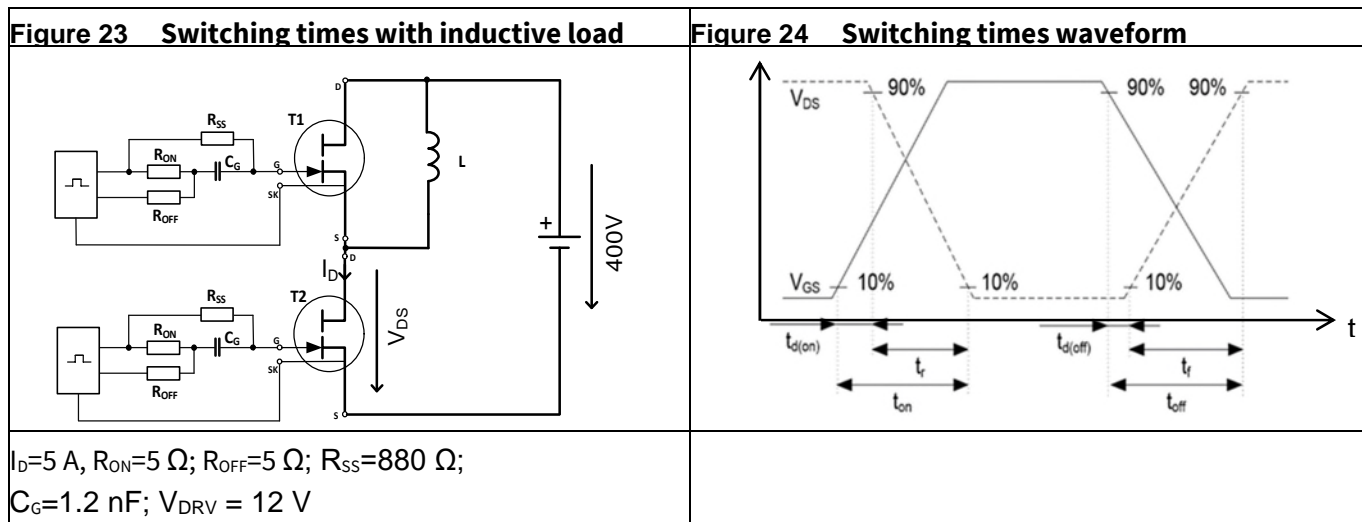 Figure 23 Switching times with inductive load
D
RSS
T1
RON
CG
G
L
SK
ROFF
S
D
+
400V
ID
RSS
T2
RON
CG
G
VDS
SK
ROFF
S
ID=5 A, RON=5 Ω; ROFF=5 Ω; RSS=880 Ω;
CG=1.2 nF; VDRV = 12 V
Figure 24 Switching times waveform
VDS
90%
90%
90%
VGS
10%
10%
10%
t
td(on)
td(off)
tr
tf
ton
toff